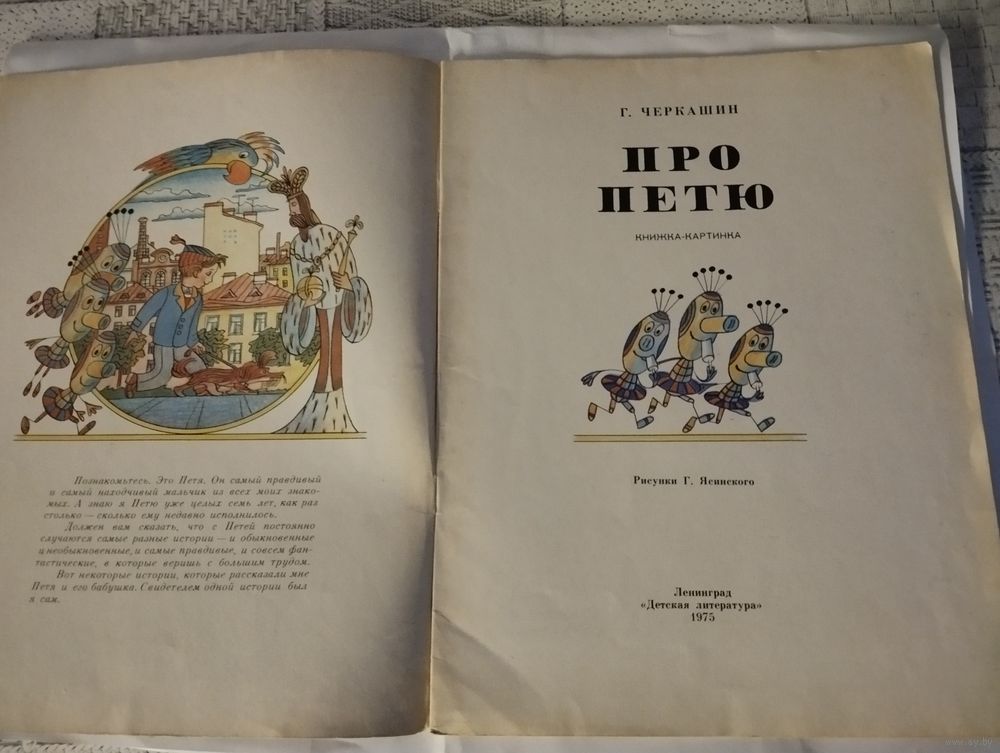 Познакомьтесь. Это Петя. Он самый правдивый
и самый находчивый мальчик из всех моих знако-
мых. А знаю я Петю уже целых семь лет, как раз
столько — сколько ему недавно исполнилось.
Должен вам сказать, что с Петей постоянно
случаются самые разные истории — и обыкновенные
и необыкновенные, и самые правдивые, и совсем фан-
тастические, в которые веришь с большим трудом.
Вот некоторые истории, которые рассказали мне
Петя и его бабушка. Свидетелем одной истории был
я сам.
Г. ЧЕРКАШИН
ПРО
ПЕТЮ
КНИЖКА-КАРТИНКА
Рисунки Г. Ясинского
Ленинград
«Детская литература»
1975
www.sy.by